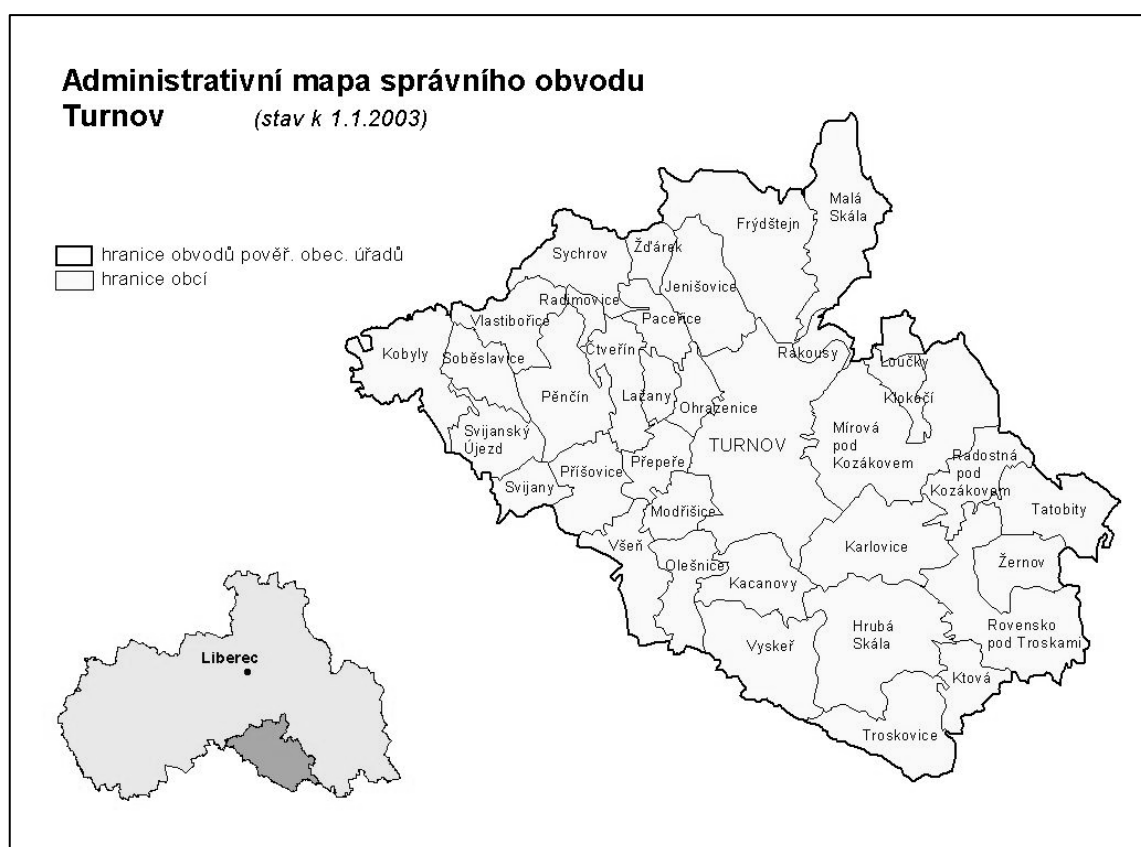 Administrativní mapa správního obvodu
Turnov (stav k 1.1.2003)
hranice obvodů pověř. obec. úřadů
hranice obcí
Malá
Skála
Frýdštejn
Žďárek
Sychrov
Jenišovice
Radimovice
Paceřice
Vlastibořice
Rakousy
Kobyly
Soběslavice
Čtveřín
Loučky
Pěnčín
Lažany
Ohrazenice
Klokočí
Svijanský
Újezd
TURNOV
Mírová
pod
Kozákovem
Přepeře
Příšovice
Radostná
pod
Kozákovem
Svijany
Modřišice
Tatobity
Všeň
Karlovice
Olešnice
Žernov
Kacanovy
Hrubá
Skála
Rovensko
pod Troskami
Vyskeř
Ktová
Troskovice
Liberec